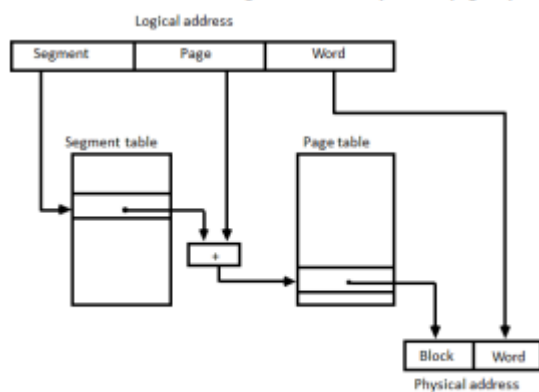 Logical address
Segment Page Word
Segment table Page table
+
Block Word
Physical address